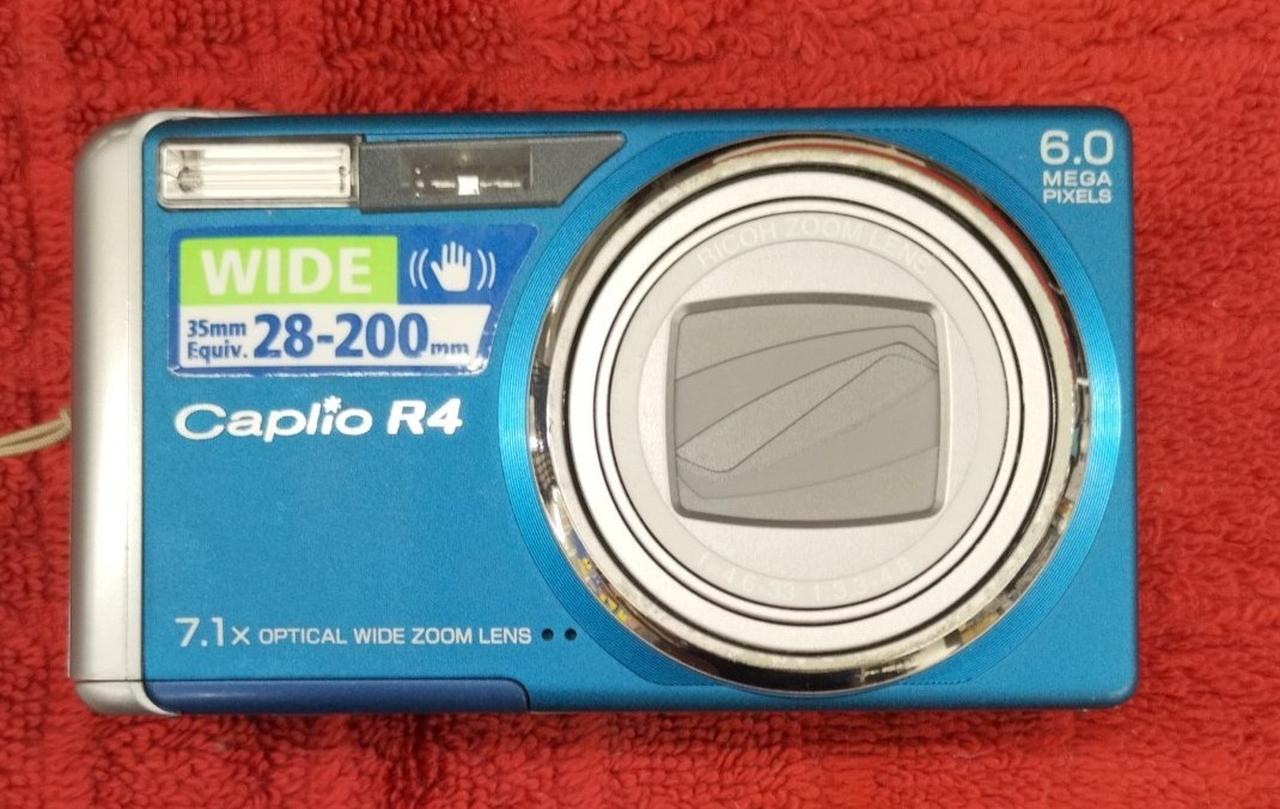 6.0
MEGA
PIXELS
RICOH ZOOM LENS
WIDE
35mm
Equiv. 28-200mm
Caplio R4
7.1x OPTICAL WIDE ZOOM LENS